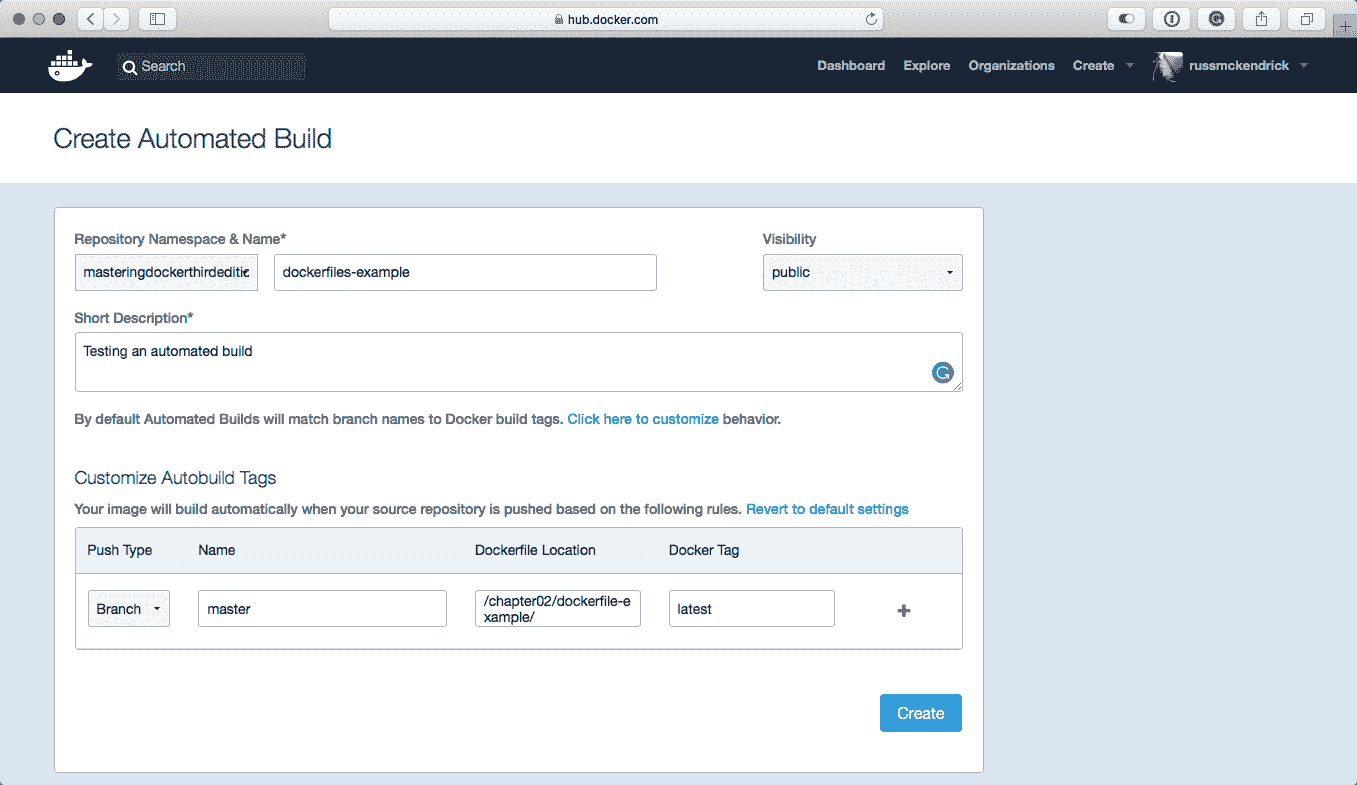 hub.docker.com
Search
Dashboard Explore Organizations Create russmckendrick
Create Automated Build
Repository Namespace & Name* Visibility
masteringdockerthirdeditic dockerfiles-example public
Short Description*
Testing an automated build
By default Automated Builds will match branch names to Docker build tags. Click here to customize behavior.
Customize Autobuild Tags
Your image will build automatically when your source repository is pushed based on the following rules. Revert to default settings
Push Type Name Dockerfile Location Docker Tag
Branch master /chapter02/dockerfile-e latest
xample/
Create